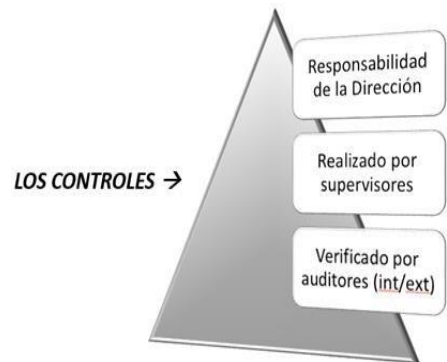 Responsabilidad
de la Dirección
LOS CONTROLES →
Realizado por
supervisores
Verificado por
auditores (int/ext)